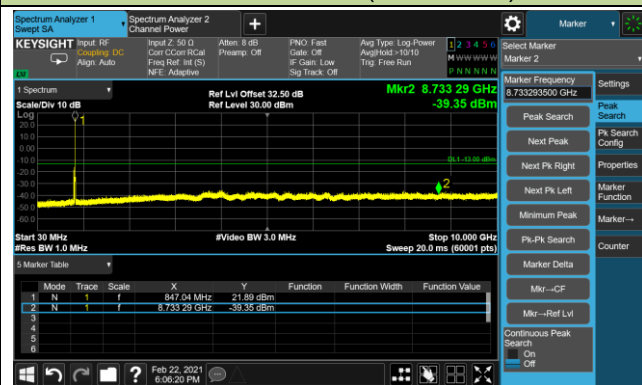 Spectrum Analyzer 1
Swept SA
Spectrum Analyzer 2
Channel Power
+
Marker
KEYSIGHT
Input: RF
Coupling: DC
Align: Auto
Input Z: 50 Ω
Corr CCorr RCal
Freq Ref: Int (S)
NFE: Adaptive
Atten: 8 dB
Preamp: Off
PNO: Fast
Gate: Off
IF Gain: Low
Sig Track: Off
Avg Type: Log-Power
Avg|Hold:>10/10
Trig: Free Run
1 2 3 4 5 6
M W W W W W
P N N N N N
LXI
Select Marker
Marker 2
Marker Frequency
8.733293500 GHz
Peak Search
Next Peak
Next Pk Right
Next Pk Left
Minimum Peak
Pk-Pk Search
Marker Delta
Mkr→CF
Mkr→Ref Lvl
Continuous Peak
Search
On
Off
Settings
Peak
Search
Pk Search
Config
Properties
Marker
Function
Marker→
Counter
1 Spectrum
Scale/Div 10 dB
Log
Ref Lvl Offset 32.50 dB
Ref Level 30.00 dBm
Mkr2 8.733 29 GHz
-39.35 dBm
20.0
10.0
0.00
-10.0
-20.0
-30.0
-40.0
-50.0
-60.0
1
DL1 -13.00 dBm
2
Start 30 MHz
#Res BW 1.0 MHz
#Video BW 3.0 MHz
Stop 10.000 GHz
Sweep 20.0 ms (60001 pts)
5 Marker Table
Mode Trace Scale X Y Function Function Width Function Value
1 N 1 f 847.04 MHz 21.89 dBm
2 N 1 f 8.733 29 GHz -39.35 dBm
3
4
5
6
?
Feb 22, 2021
6:06:20 PM